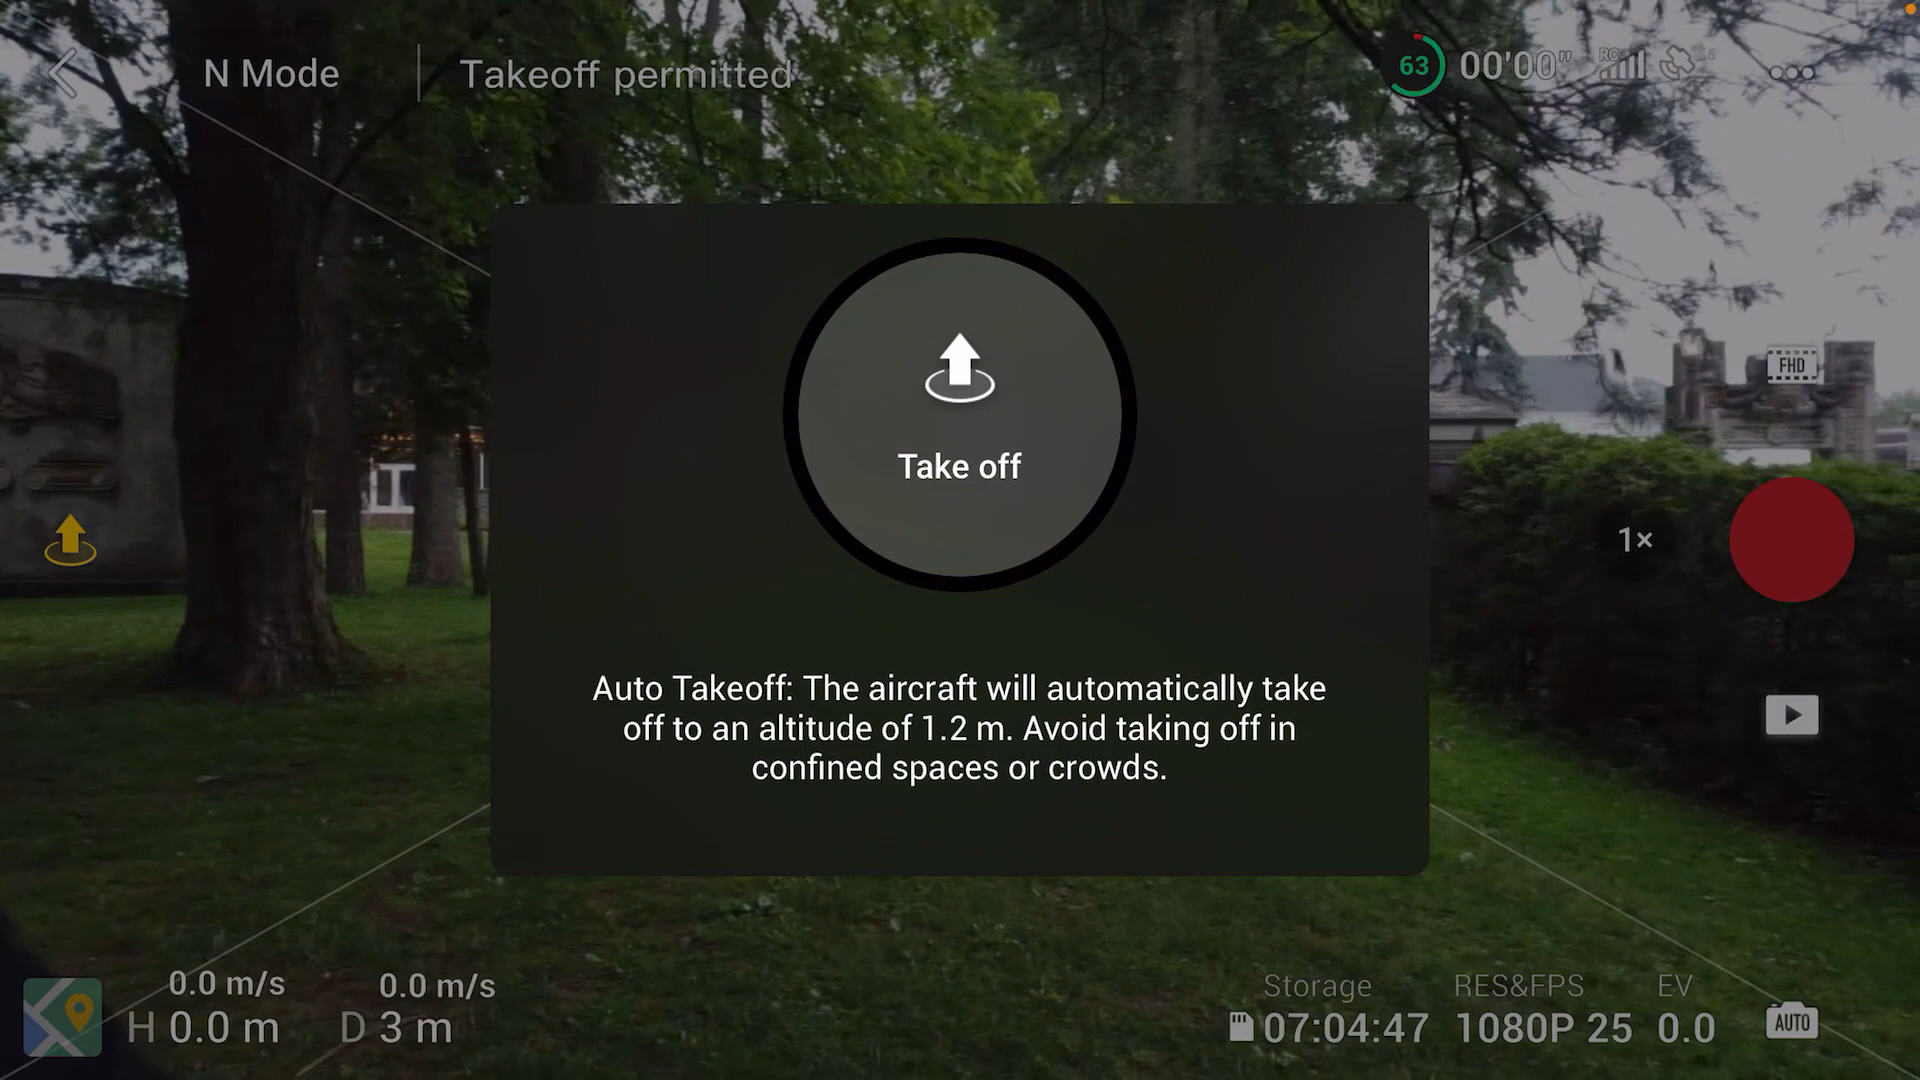 N Mode
Takeoff permitted
63
00'00"
RC
FHD
Take off
1×
Auto Takeoff: The aircraft will automatically take
off to an altitude of 1.2 m. Avoid taking off in
confined spaces or crowds.
0.0 m/s
0.0 m/s
H 0.0 m
D 3 m
Storage
RES&FPS
EV
07:04:47
1080P 25
0.0
AUTO